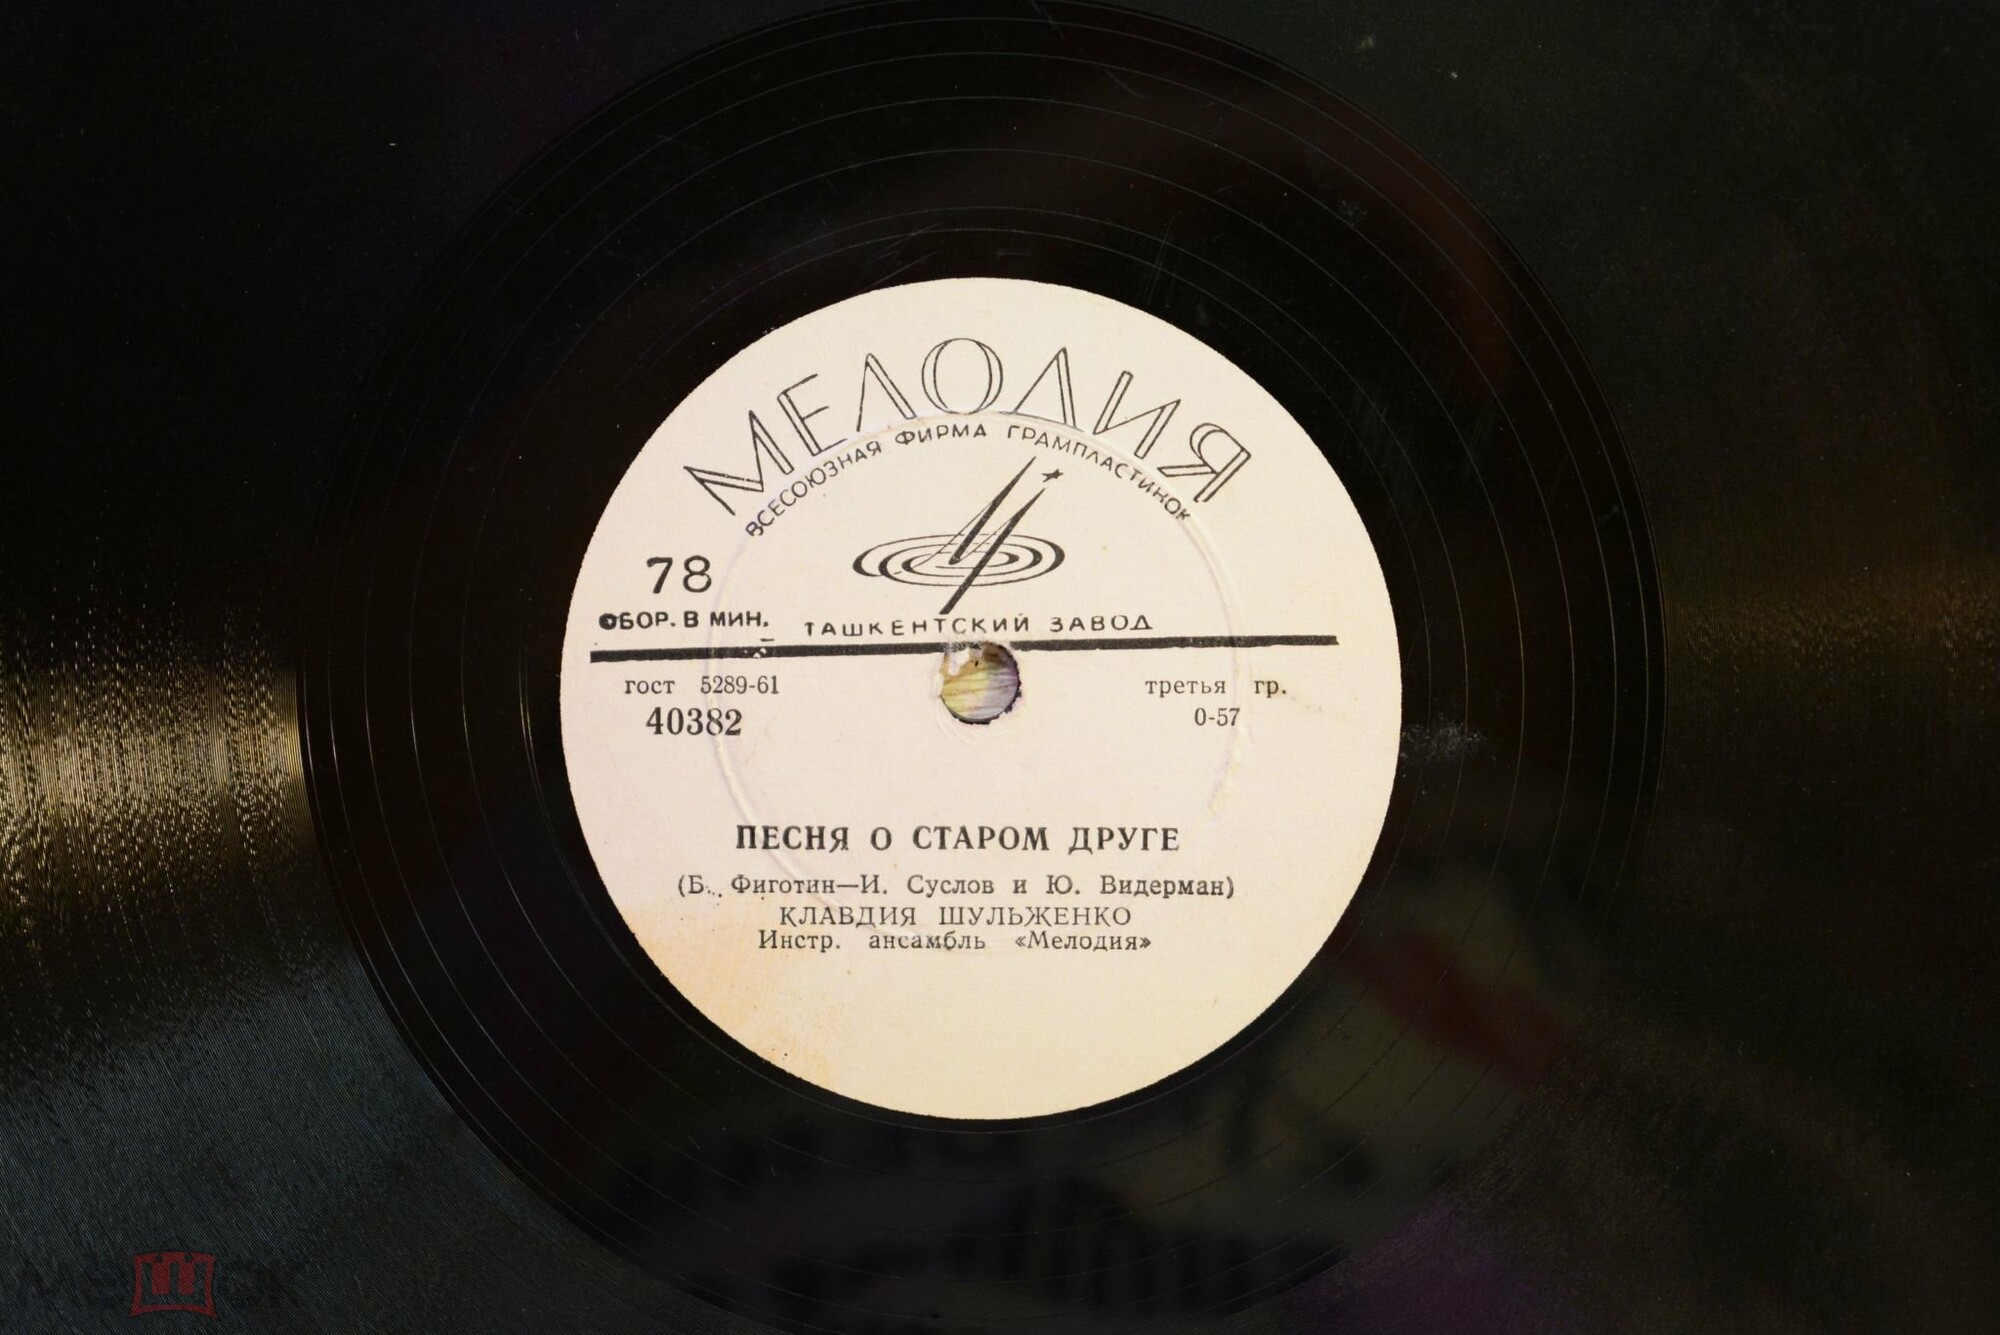 МЕЛОДИЯ
ВСЕСОЮЗНАЯ ФИРМА ГРАМПЛАСТИНОК
78
ОБОР. В МИН.
ТАШКЕНТСКИЙ ЗАВОД
гост 5289-61
третья гр.
40382
0-57
ПЕСНЯ О СТАРОМ ДРУГЕ
(Б. Фиготин—И. Суслов и Ю. Видерман)
КЛАВДИЯ ШУЛЬЖЕНКО
Инстр. ансамбль «Мелодия»
мешок